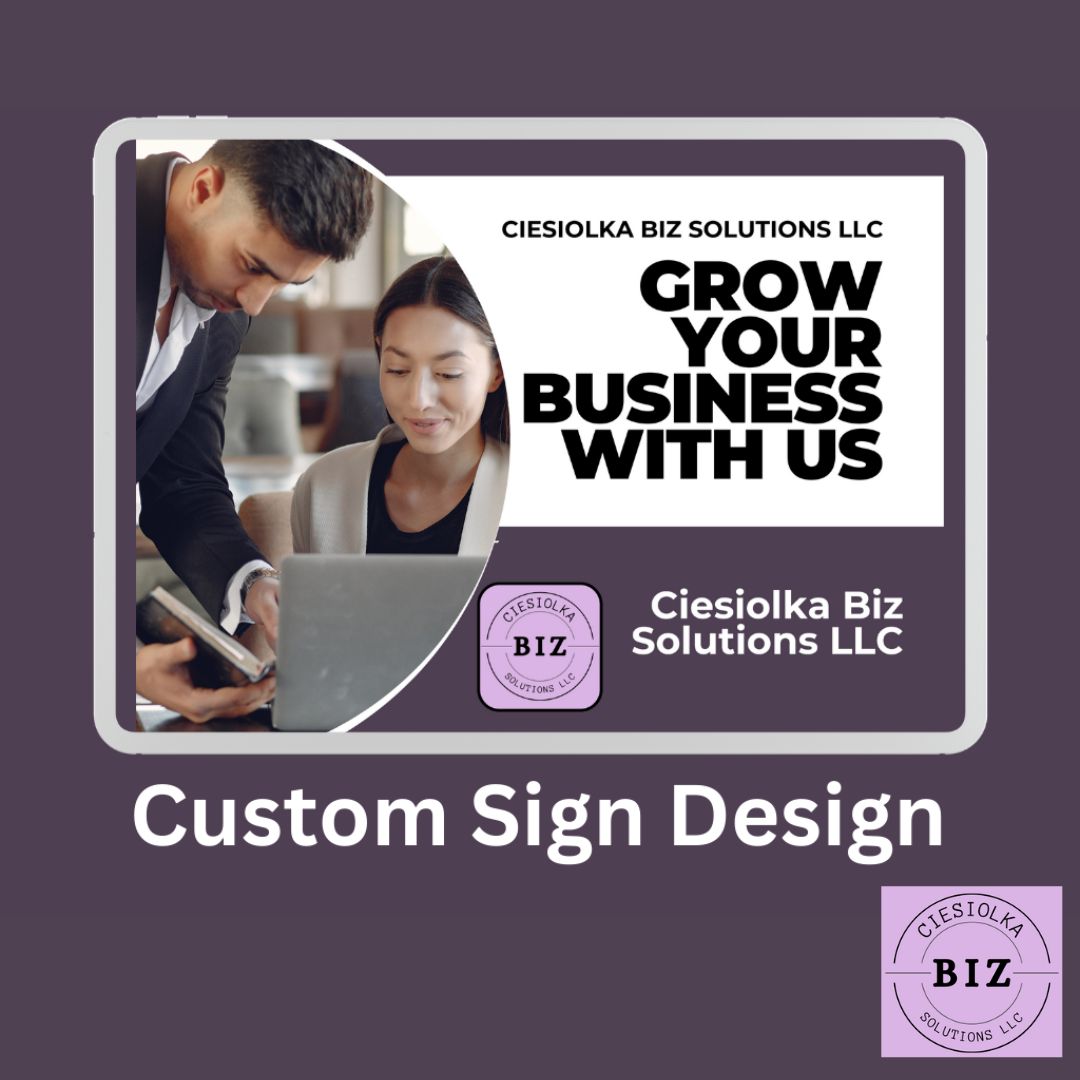 CIESIOLKA BIZ SOLUTIONS LLC
GROW
YOUR
BUSINESS
WITH US
CIESIOLKA
BIZ
SOLUTIONS LLC
Ciesiolka Biz
Solutions LLC
Custom Sign Design
CIESIOLKA
BIZ
SOLUTIONS LLC